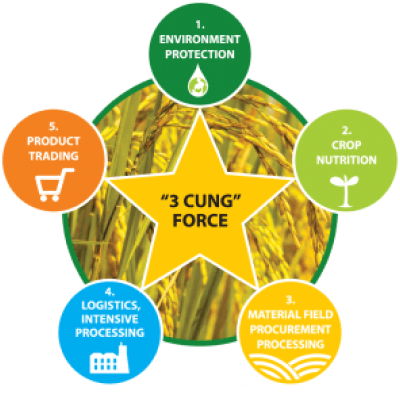 1.
ENVIRONMENT
PROTECTION
2.
CROP
NUTRITION
3.
MATERIAL FIELD
PROCUREMENT
PROCESSING
4.
LOGISTICS,
INTENSIVE
PROCESSING
5.
PRODUCT
TRADING
“3 CUNG”
FORCE